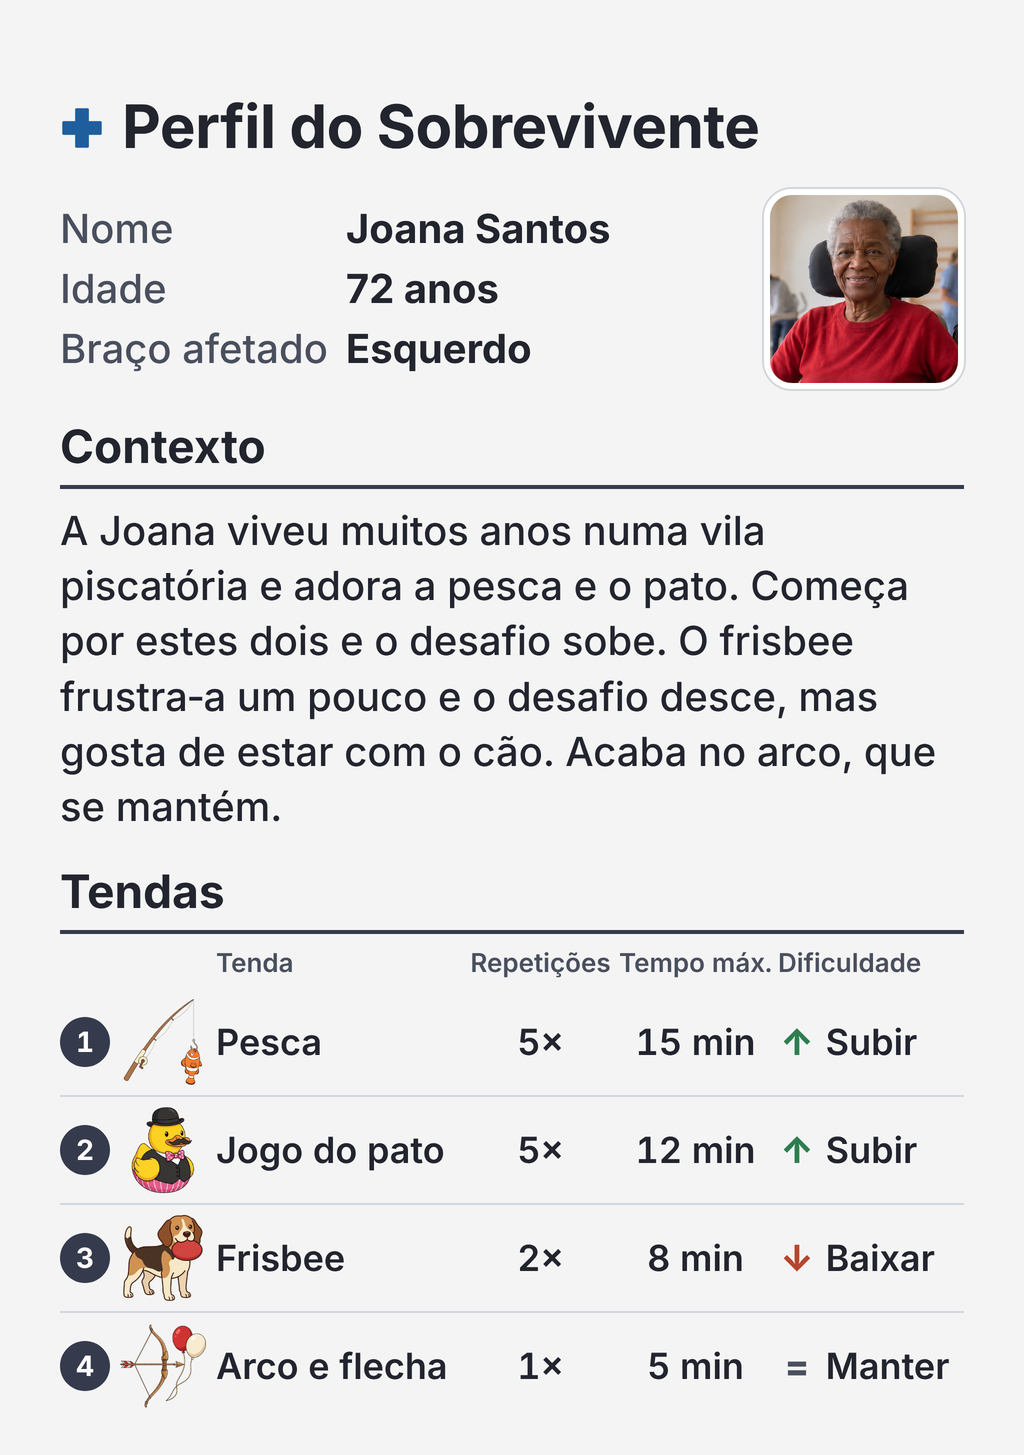 Perfil do Sobrevivente
Nome Joana Santos
Idade 72 anos
Braço afetado Esquerdo
Contexto
A Joana viveu muitos anos numa vila
piscatória e adora a pesca e o pato. Começa
por estes dois e o desafio sobe. O frisbee
frustra-a um pouco e o desafio desce, mas
gosta de estar com o cão. Acaba no arco, que
se mantém.
Tendas
Tenda Repetições Tempo máx. Dificuldade
1 Pesca 5× 15 min ↑ Subir
2 Jogo do pato 5× 12 min ↑ Subir
3 Frisbee 2× 8 min ↓ Baixar
4 Arco e flecha 1× 5 min = Manter